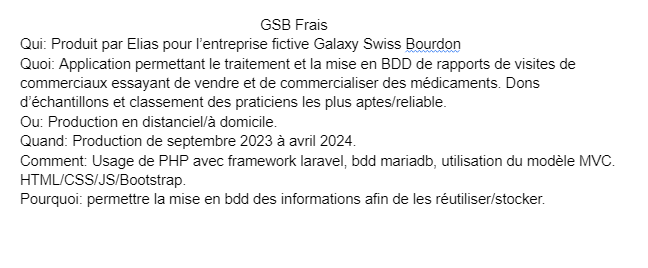 GSB Frais
Qui: Produit par Elias pour l'entreprise fictive Galaxy Swiss Bourdon
Quoi: Application permettant le traitement et la mise en BDD de rapports de visites de
commerciaux essayant de vendre et de commercialiser des médicaments. Dons
d'échantillons et classement des praticiens les plus aptes/reliable.
Ou: Production en distanciel/à domicile.
Quand: Production de septembre 2023 à avril 2024.
Comment: Usage de PHP avec framework laravel, bdd mariadb, utilisation du modèle MVC.
HTML/CSS/JS/Bootstrap.
Pourquoi: permettre la mise en bdd des informations afin de les réutiliser/stocker.